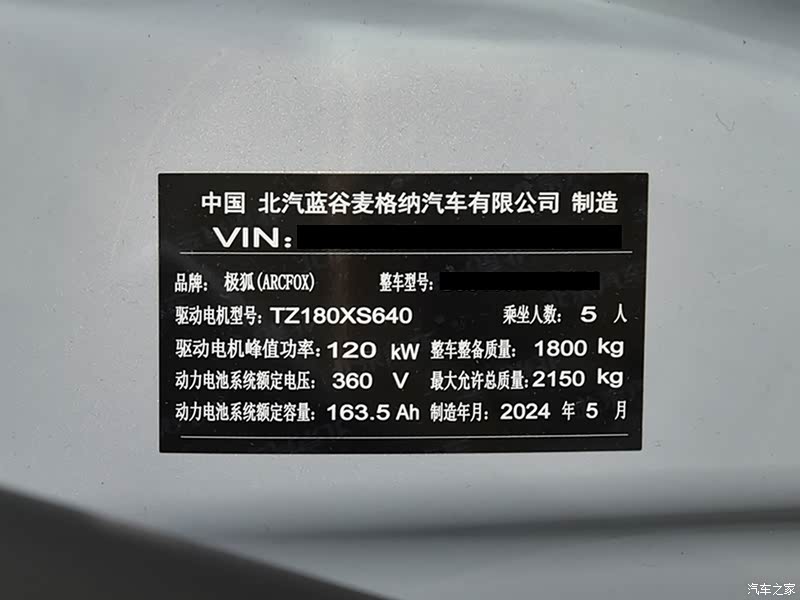 中国 北汽蓝谷麦格纳汽车有限公司 制造
VIN:
品牌: 极狐(ARCFOX) 整车型号:
驱动电机型号: TZ180XS640 乘坐人数: 5 人
驱动电机峰值功率: 120 kW 整车整备质量: 1800 kg
动力电池系统额定电压: 360 V 最大允许总质量: 2150 kg
动力电池系统额定容量: 163.5 Ah 制造年月: 2024 年 5 月
汽车之家